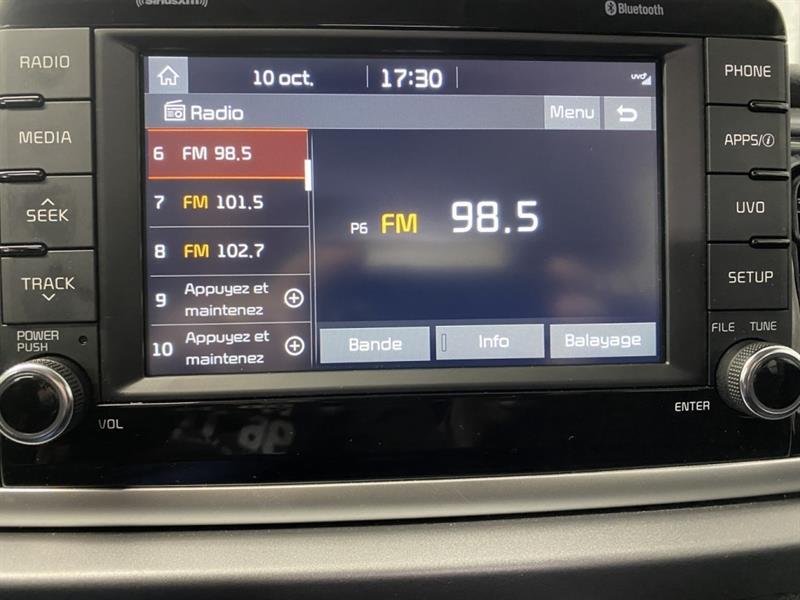 SiriusXM
Bluetooth
RADIO
MEDIA
SEEK
TRACK
POWER
PUSH
VOL
10 oct. 17:30 UVO
Radio Menu
6 FM 98.5
7 FM 101.5
8 FM 102.7
9 Appuyez et
maintenez
10 Appuyez et
maintenez
P6 FM 98.5
Bande Info Balayage
PHONE
APPS/i
UVO
SETUP
FILE TUNE
ENTER